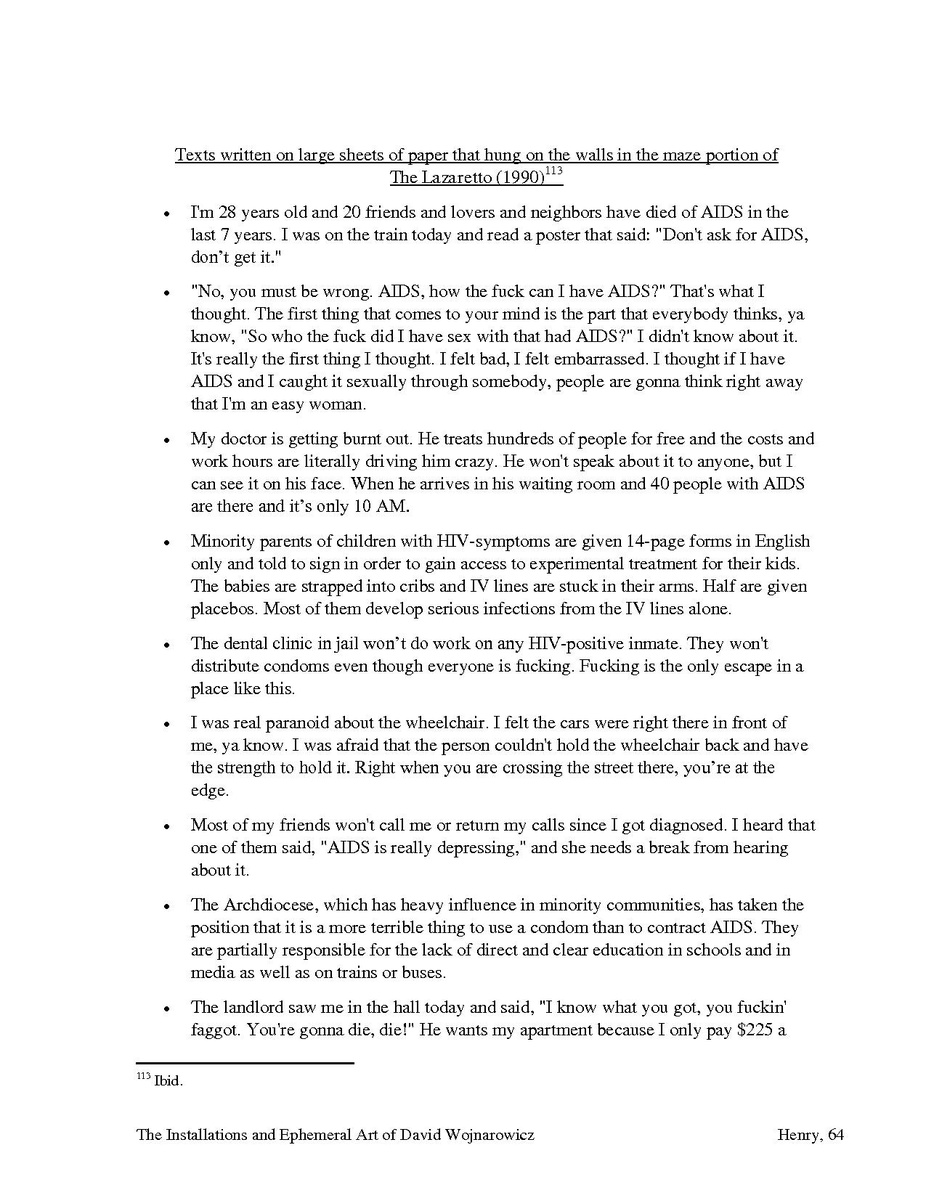 Texts written on large sheets of paper that hung on the walls in the maze portion of
The Lazaretto (1990)113
• I'm 28 years old and 20 friends and lovers and neighbors have died of AIDS in the
last 7 years. I was on the train today and read a poster that said: "Don't ask for AIDS,
don’t get it."
• "No, you must be wrong. AIDS, how the fuck can I have AIDS?" That's what I
thought. The first thing that comes to your mind is the part that everybody thinks, ya
know, "So who the fuck did I have sex with that had AIDS?" I didn't know about it.
It's really the first thing I thought. I felt bad, I felt embarrassed. I thought if I have
AIDS and I caught it sexually through somebody, people are gonna think right away
that I'm an easy woman.
• My doctor is getting burnt out. He treats hundreds of people for free and the costs and
work hours are literally driving him crazy. He won't speak about it to anyone, but I
can see it on his face. When he arrives in his waiting room and 40 people with AIDS
are there and it’s only 10 AM.
• Minority parents of children with HIV-symptoms are given 14-page forms in English
only and told to sign in order to gain access to experimental treatment for their kids.
The babies are strapped into cribs and IV lines are stuck in their arms. Half are given
placebos. Most of them develop serious infections from the IV lines alone.
• The dental clinic in jail won’t do work on any HIV-positive inmate. They won't
distribute condoms even though everyone is fucking. Fucking is the only escape in a
place like this.
• I was real paranoid about the wheelchair. I felt the cars were right there in front of
me, ya know. I was afraid that the person couldn't hold the wheelchair back and have
the strength to hold it. Right when you are crossing the street there, you’re at the
edge.
• Most of my friends won't call me or return my calls since I got diagnosed. I heard that
one of them said, "AIDS is really depressing," and she needs a break from hearing
about it.
• The Archdiocese, which has heavy influence in minority communities, has taken the
position that it is a more terrible thing to use a condom than to contract AIDS. They
are partially responsible for the lack of direct and clear education in schools and in
media as well as on trains or buses.
• The landlord saw me in the hall today and said, "I know what you got, you fuckin'
faggot. You're gonna die, die!" He wants my apartment because I only pay $225 a
113 Ibid.
The Installations and Ephemeral Art of David Wojnarowicz Henry, 64